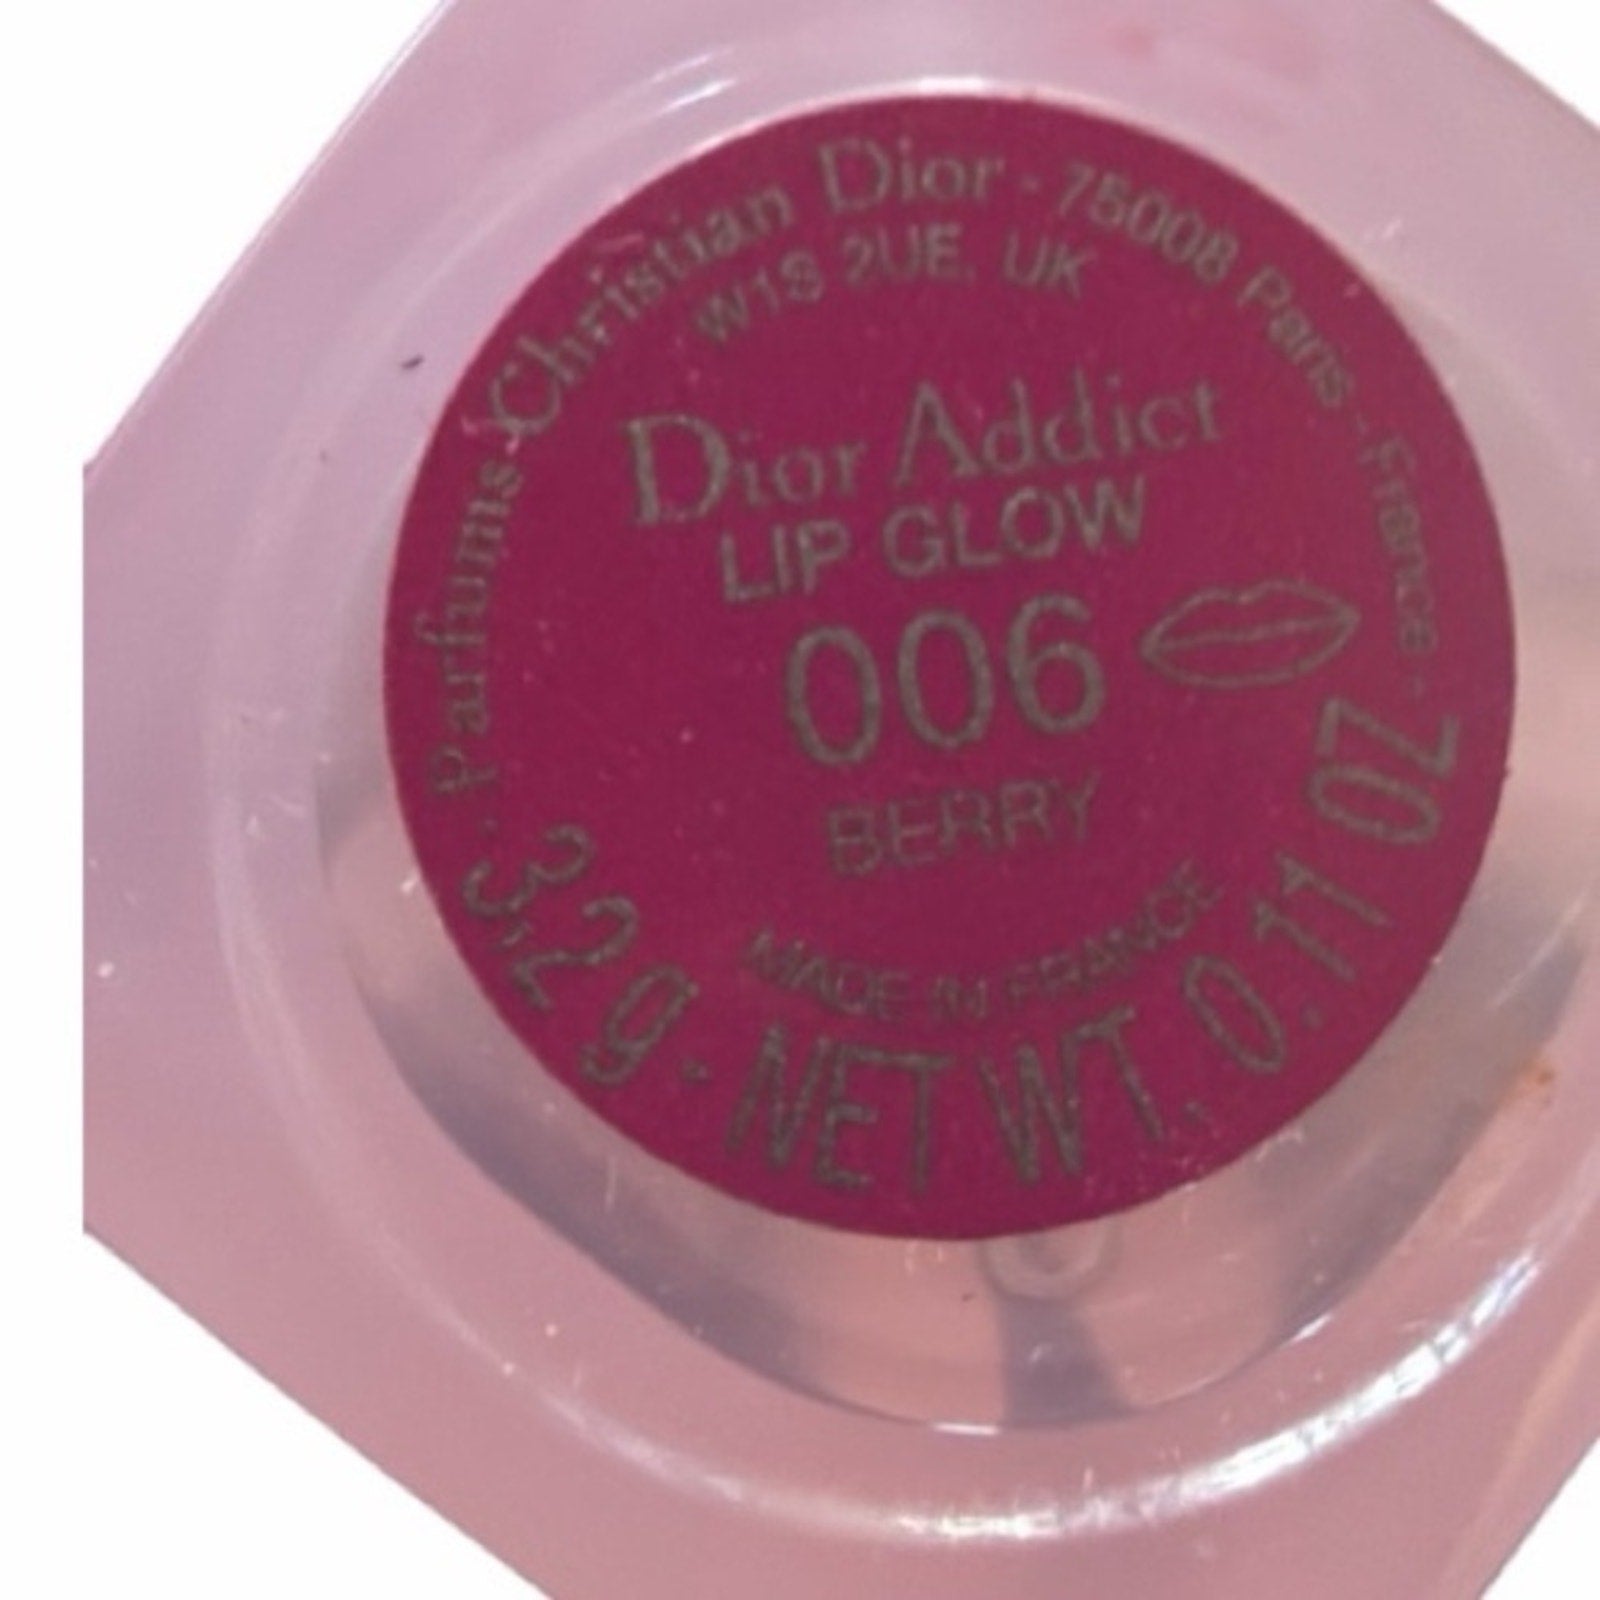 - Parfums Christian Dior - 75008 Paris - France -
W1S 2UE. UK
Dior Addict
LIP GLOW
006
BERRY
MADE IN FRANCE
3,2 g - NET WT. 0.11 OZ